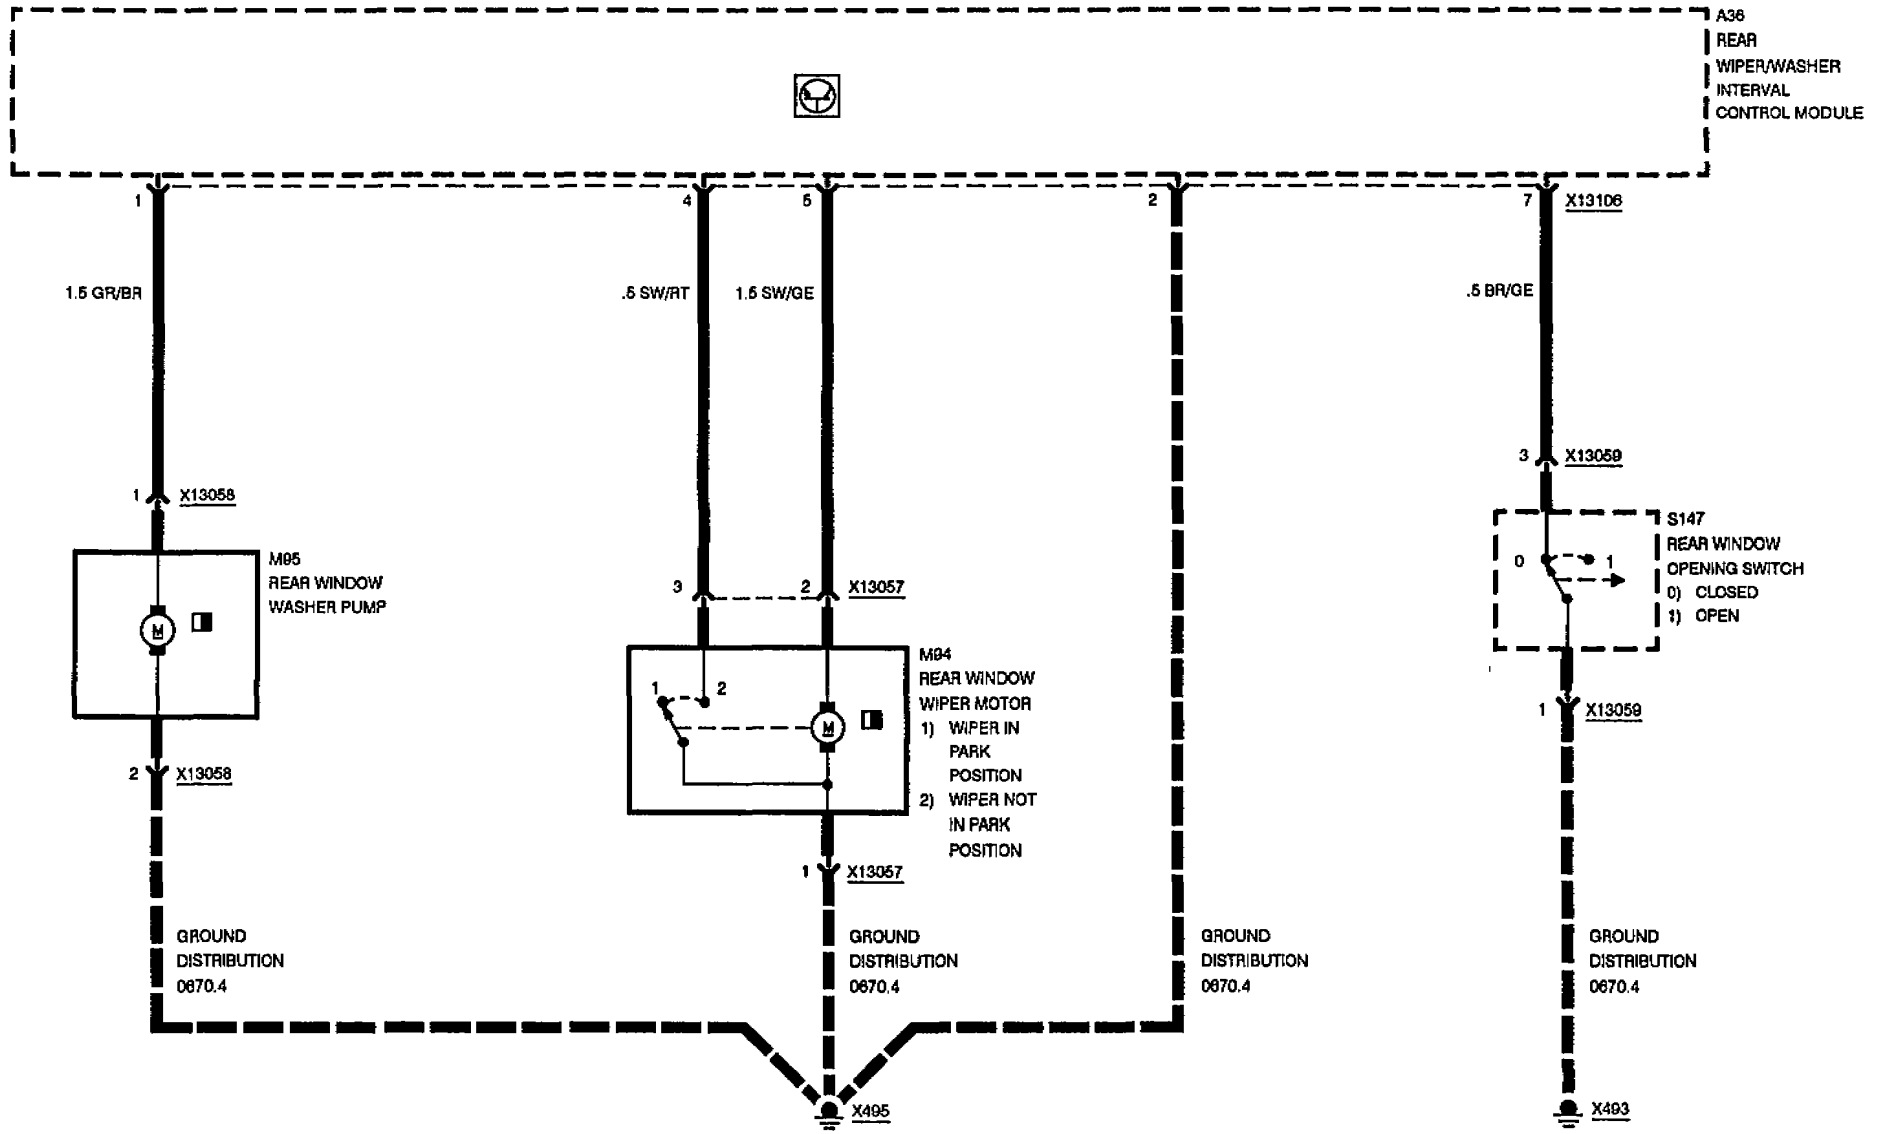 A36
REAR
WIPER/WASHER
INTERVAL
CONTROL MODULE
1
4
5
2
7
X13106
1.5 GR/BR
.5 SW/RT
1.5 SW/GE
.5 BR/GE
3
X13059
1
X13058
S147
REAR WINDOW
OPENING SWITCH
0) CLOSED
1) OPEN
0
1
M95
REAR WINDOW
WASHER PUMP
M
3
2
X13057
M94
REAR WINDOW
WIPER MOTOR
1) WIPER IN
PARK
POSITION
2) WIPER NOT
IN PARK
POSITION
1
2
M
1
X13059
2
X13058
1
X13057
GROUND
DISTRIBUTION
0670.4
GROUND
DISTRIBUTION
0670.4
GROUND
DISTRIBUTION
0670.4
GROUND
DISTRIBUTION
0670.4
X495
X493